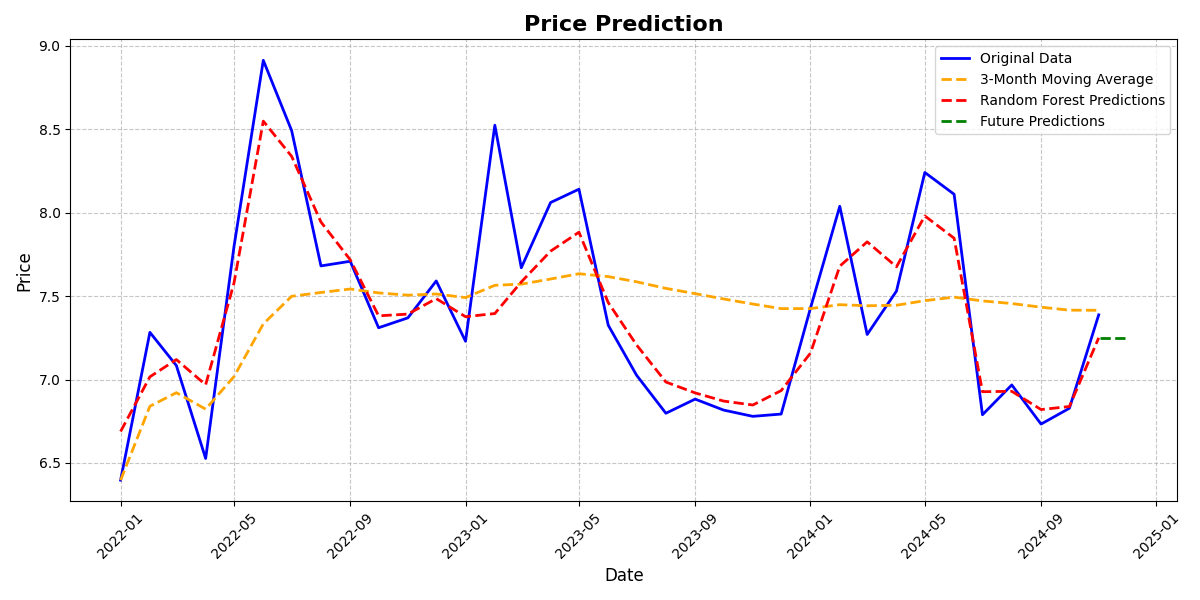 Price Prediction
Original Data
3-Month Moving Average
Random Forest Predictions
Future Predictions
Price
9.0
8.5
8.0
7.5
7.0
6.5
2022-01
2022-05
2022-09
2023-01
2023-05
2023-09
2024-01
2024-05
2024-09
2025-01
Date